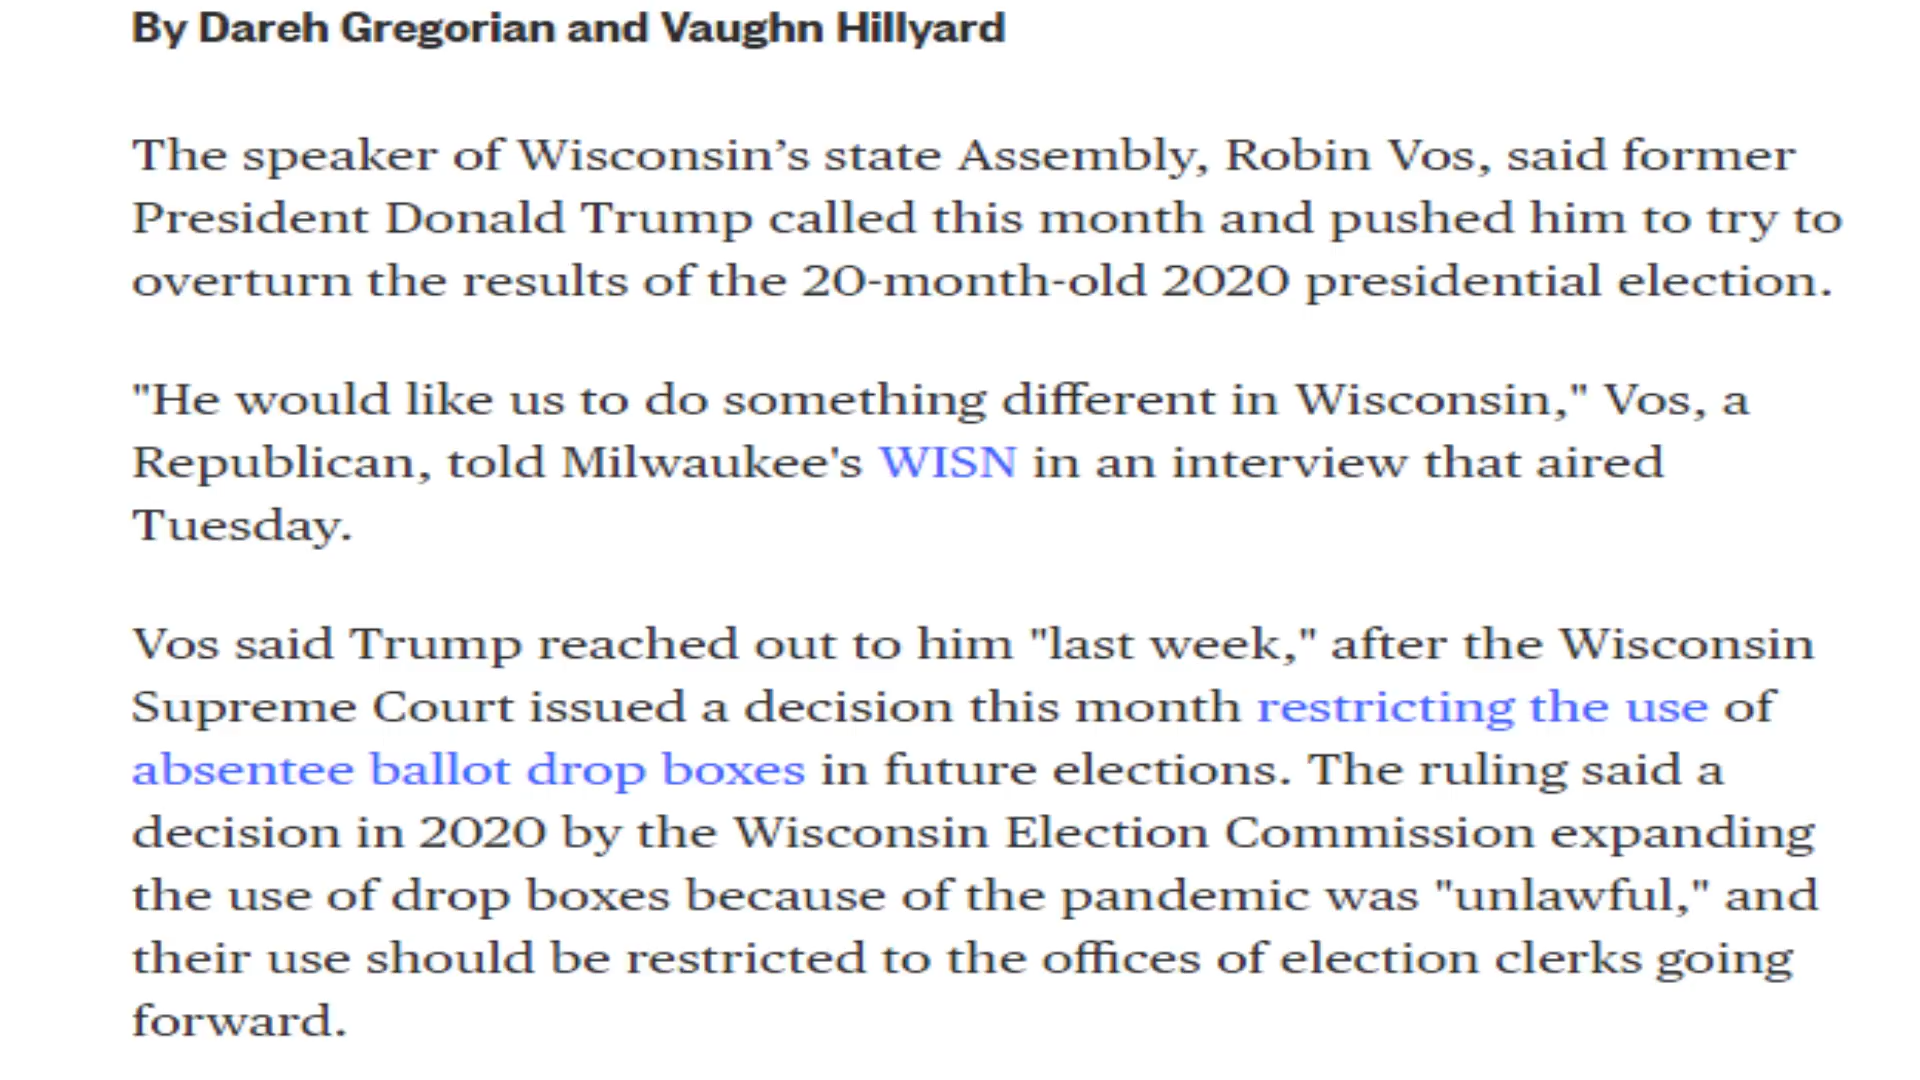 By Dareh Gregorian and Vaughn Hillyard
The speaker of Wisconsin’s state Assembly, Robin Vos, said former
President Donald Trump called this month and pushed him to try to
overturn the results of the 20-month-old 2020 presidential election.
"He would like us to do something different in Wisconsin," Vos, a
Republican, told Milwaukee's WISN in an interview that aired
Tuesday.
Vos said Trump reached out to him "last week," after the Wisconsin
Supreme Court issued a decision this month restricting the use of
absentee ballot drop boxes in future elections. The ruling said a
decision in 2020 by the Wisconsin Election Commission expanding
the use of drop boxes because of the pandemic was "unlawful," and
their use should be restricted to the offices of election clerks going
forward.